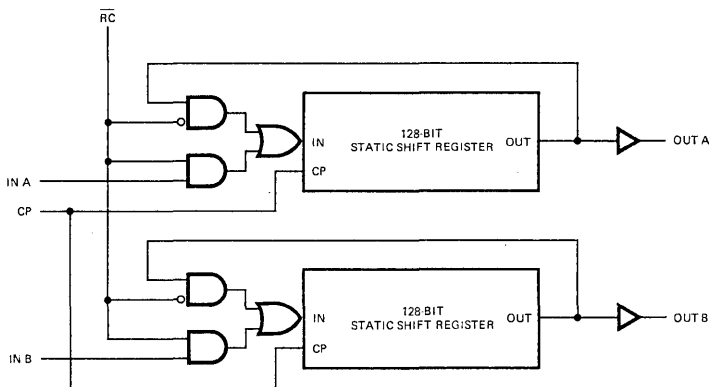 RC
128-BIT
STATIC SHIFT REGISTER
IN
OUT
CP
OUT A
IN A
CP
128-BIT
STATIC SHIFT REGISTER
IN
OUT
CP
OUT B
IN B